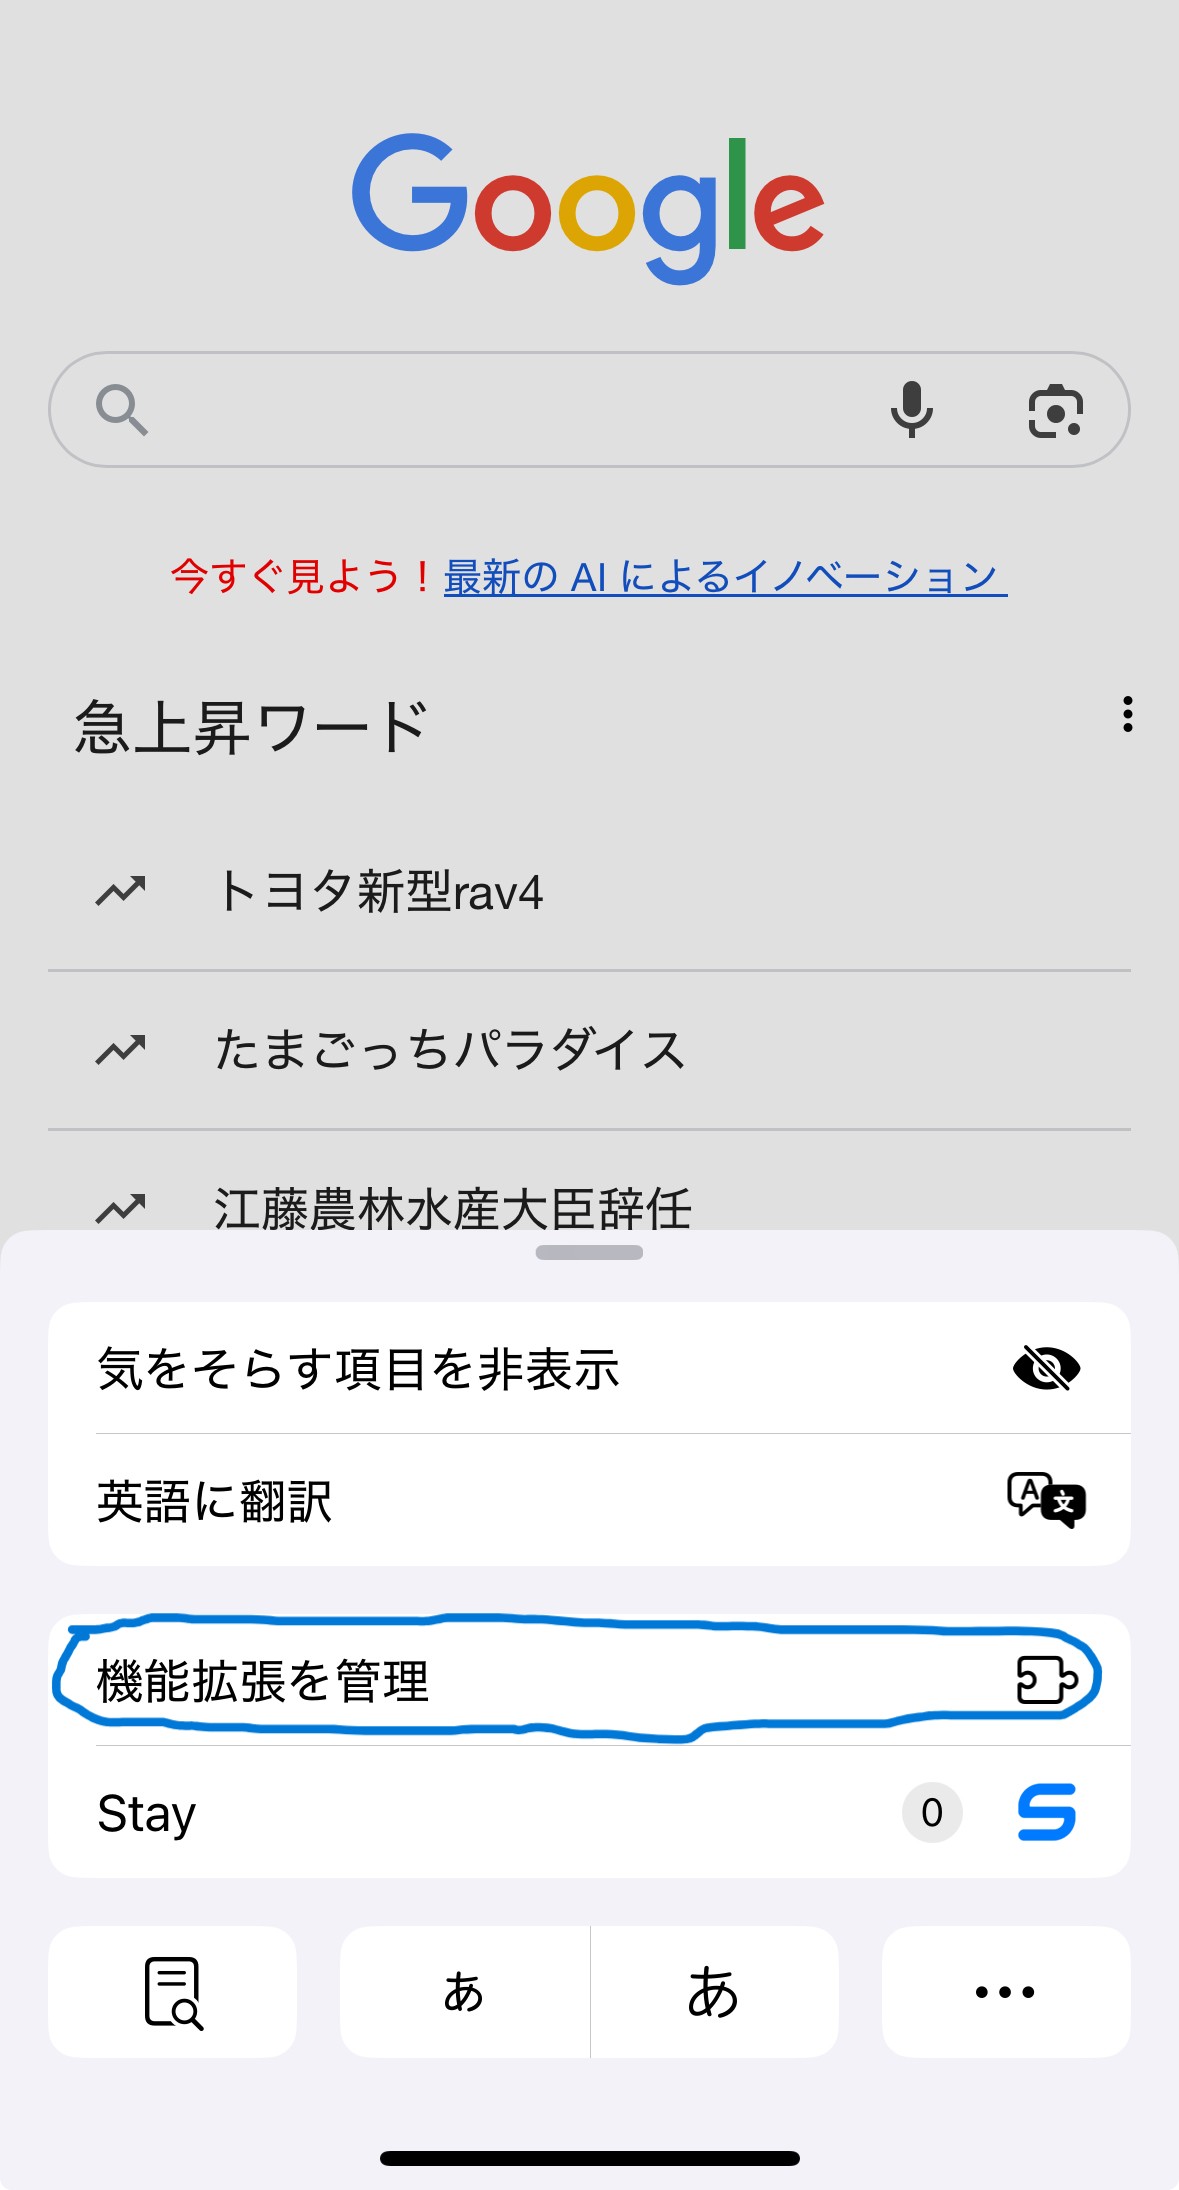 Google
今すぐ見よう！最新の AI によるイノベーション
急上昇ワード
トヨタ新型rav4
たまごっちパラダイス
江藤農林水産大臣辞任
気をそらす項目を非表示
英語に翻訳
A 文
機能拡張を管理
Stay 0
あ あ